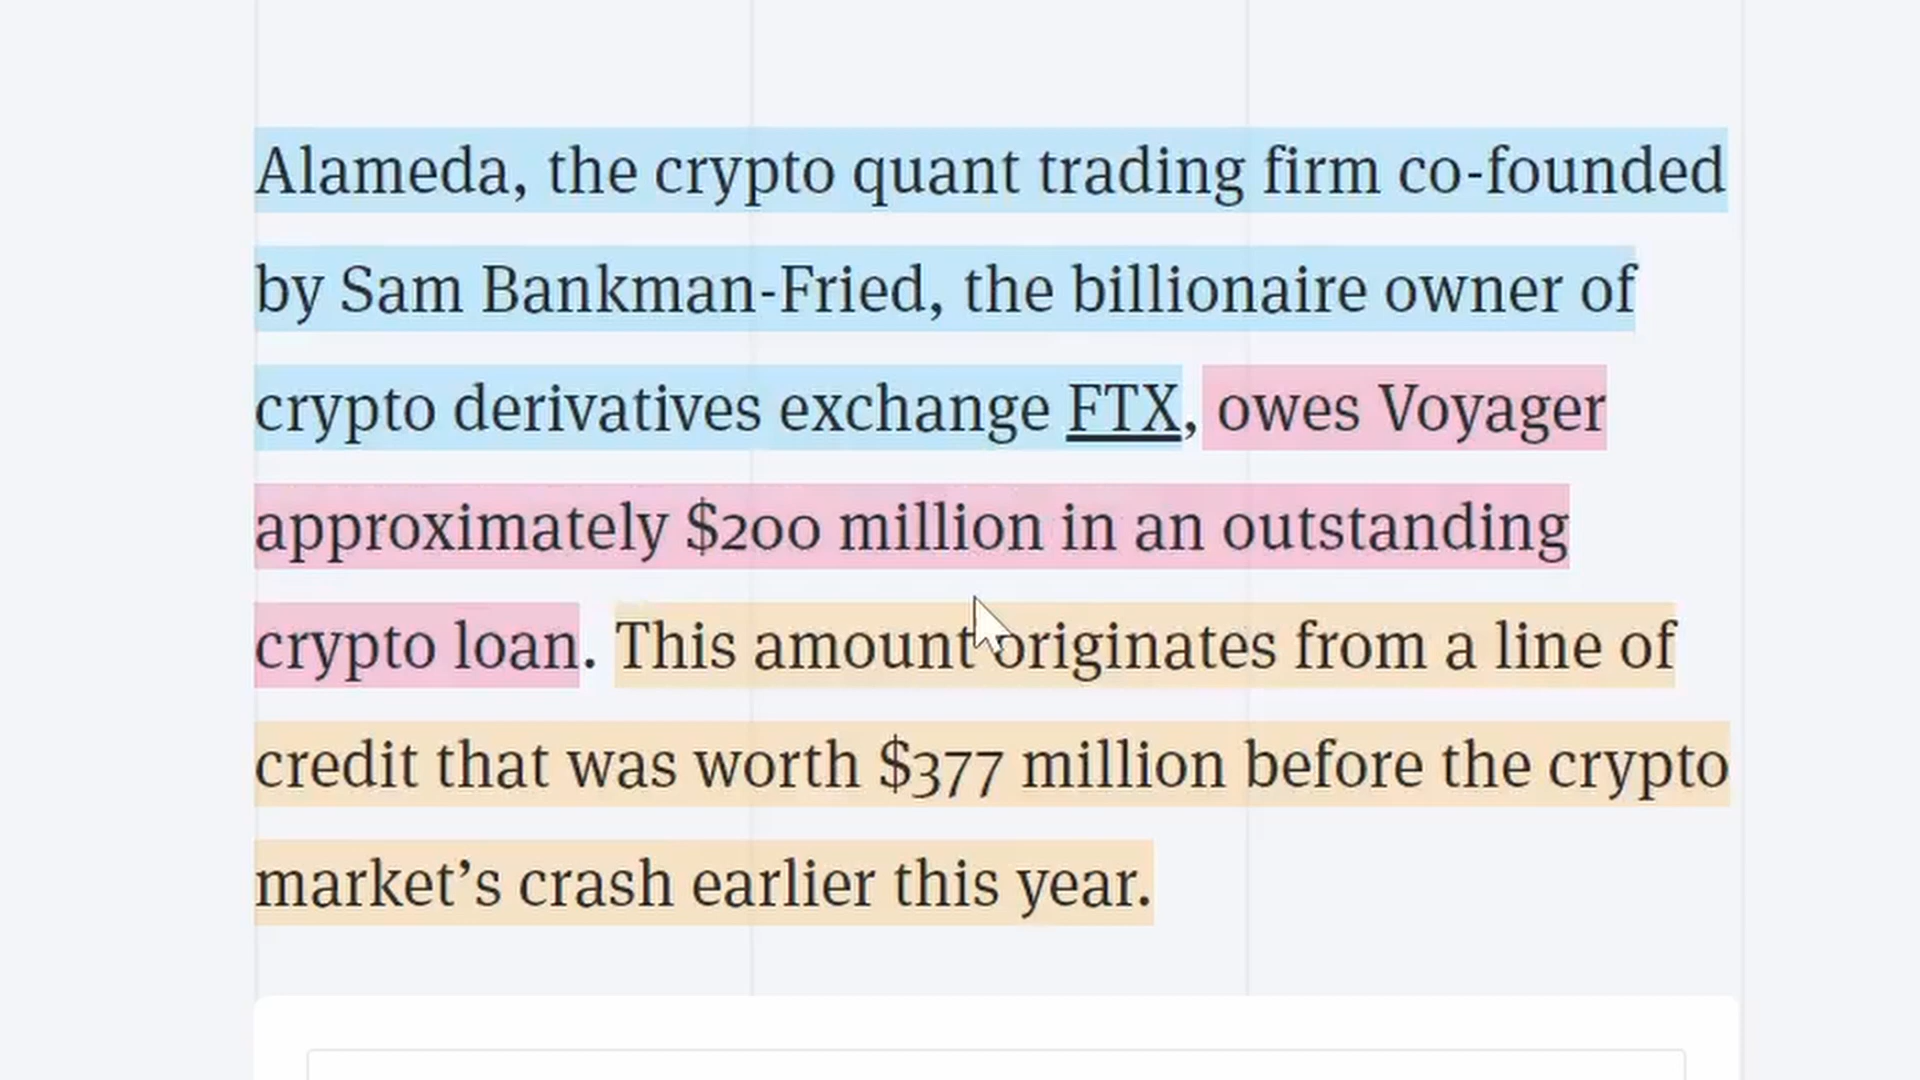 Alameda, the crypto quant trading firm co-founded
by Sam Bankman-Fried, the billionaire owner of
crypto derivatives exchange FTX, owes Voyager
approximately $200 million in an outstanding
crypto loan. This amount originates from a line of
credit that was worth $377 million before the crypto
market’s crash earlier this year.